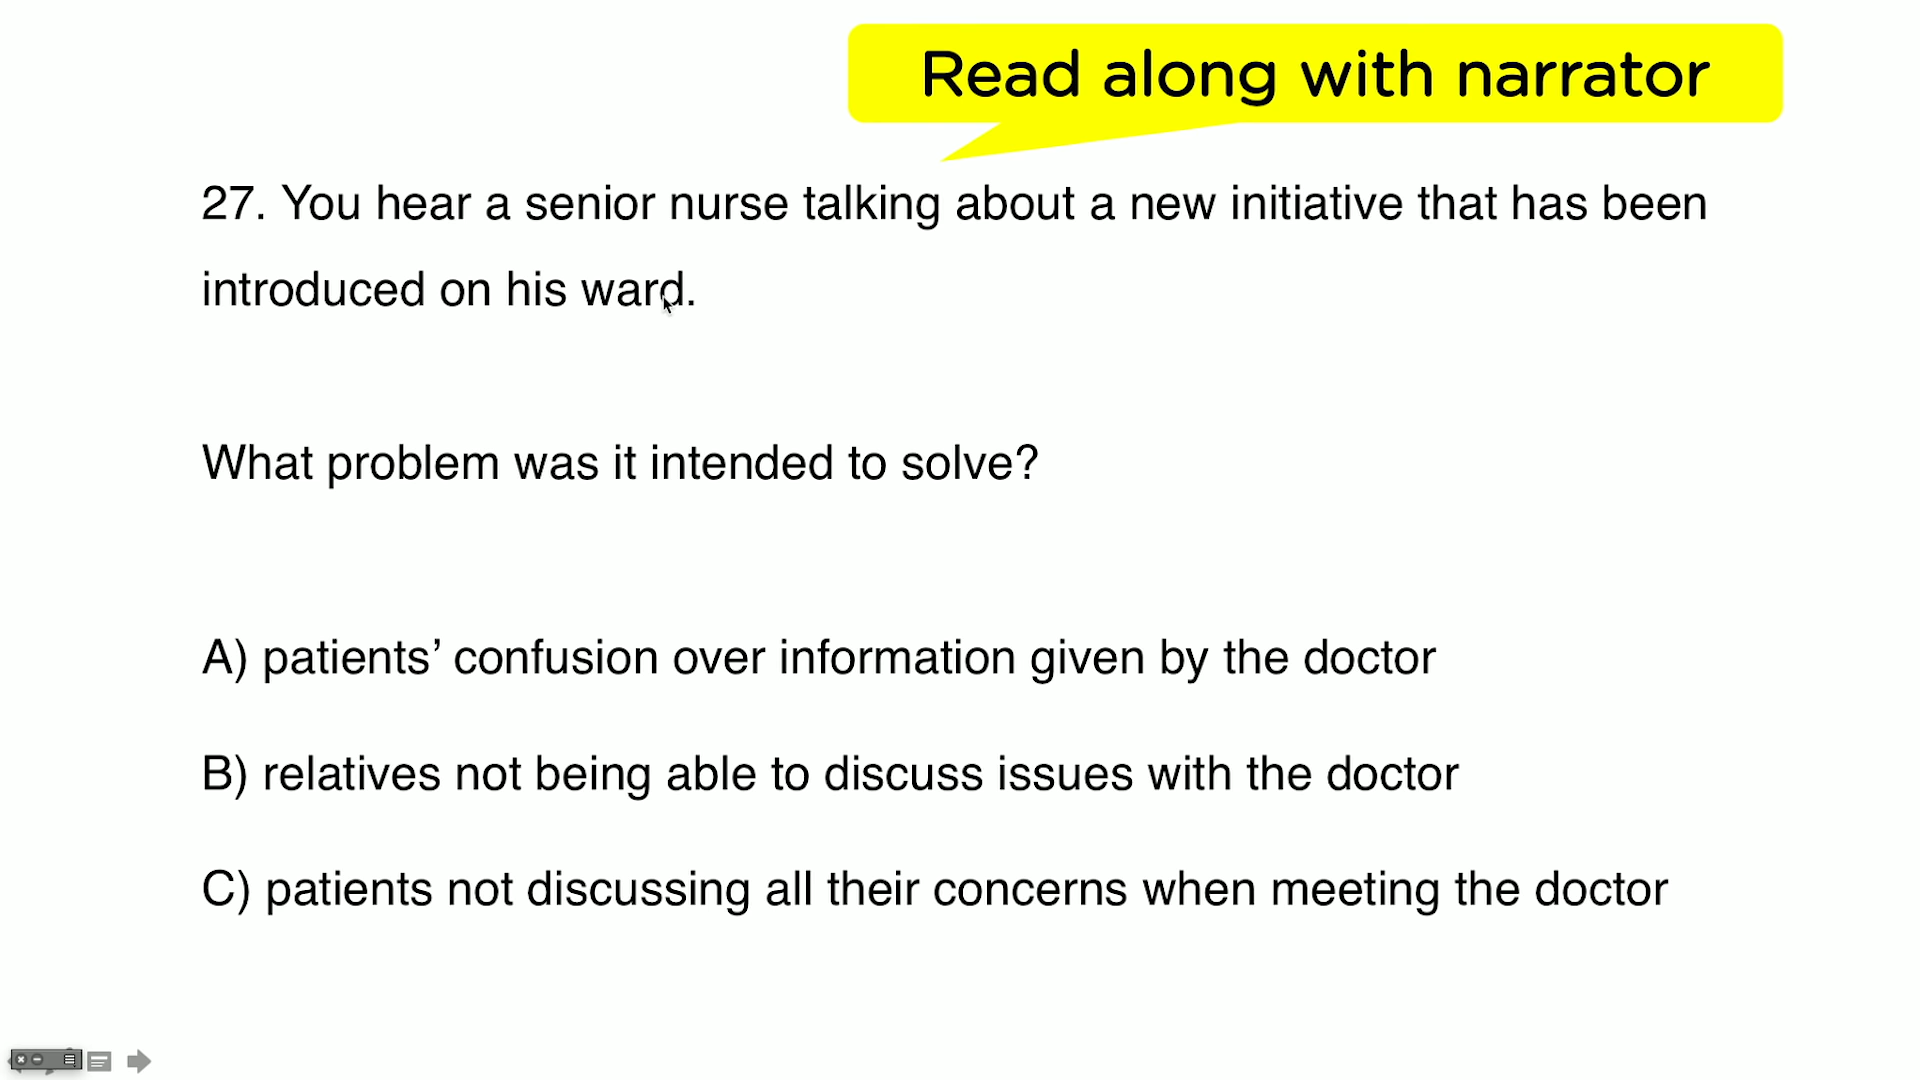 Read along with narrator
27. You hear a senior nurse talking about a new initiative that has been
introduced on his ward.
What problem was it intended to solve?
A) patients’ confusion over information given by the doctor
B) relatives not being able to discuss issues with the doctor
C) patients not discussing all their concerns when meeting the doctor